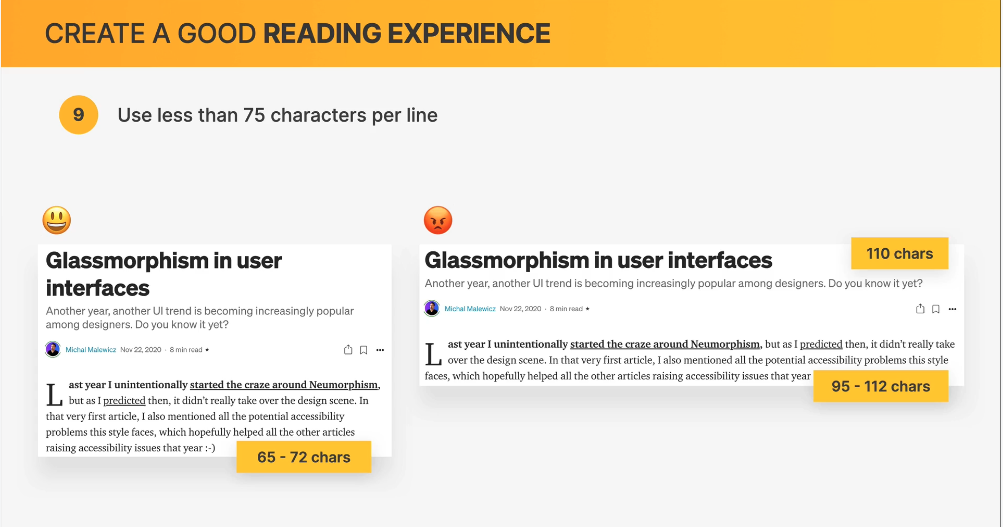 CREATE A GOOD READING EXPERIENCE
9 Use less than 75 characters per line
Glassmorphism in user
interfaces
Another year, another UI trend is becoming increasingly popular
among designers. Do you know it yet?
Michal Malewicz Nov 22, 2020 · 8 min read
Last year I unintentionally started the craze around Neumorphism,
but as I predicted then, it didn't really take over the design scene. In
that very first article, I also mentioned all the potential accessibility
problems this style faces, which hopefully helped all the other articles
raising accessibility issues that year :-)
65 - 72 chars
110 chars
Glassmorphism in user interfaces
Another year, another UI trend is becoming increasingly popular among designers. Do you know it yet?
Michal Malewicz Nov 22, 2020 · 8 min read
Last year I unintentionally started the craze around Neumorphism, but as I predicted then, it didn't really take
over the design scene. In that very first article, I also mentioned all the potential accessibility problems this style
faces, which hopefully helped all the other articles raising accessibility issues that year
95 - 112 chars